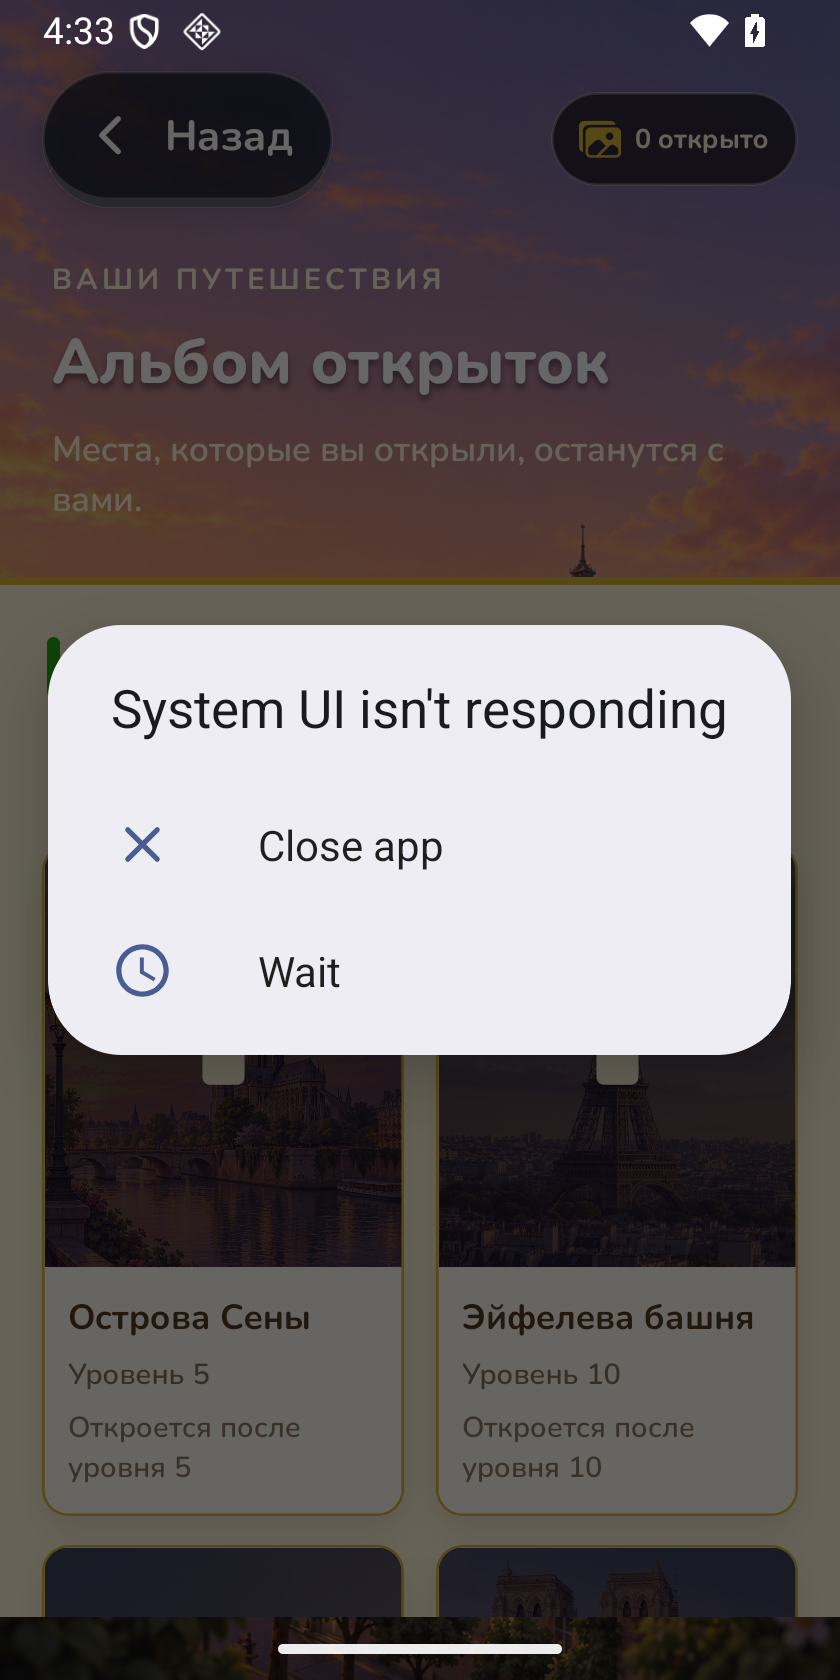 4:33
Назад
0 открыто
ВАШИ ПУТЕШЕСТВИЯ
Альбом открыток
Места, которые вы открыли, останутся с
вами.
System UI isn't responding
Close app
Wait
Острова Сены
Уровень 5
Откроется после
уровня 5
Эйфелева башня
Уровень 10
Откроется после
уровня 10